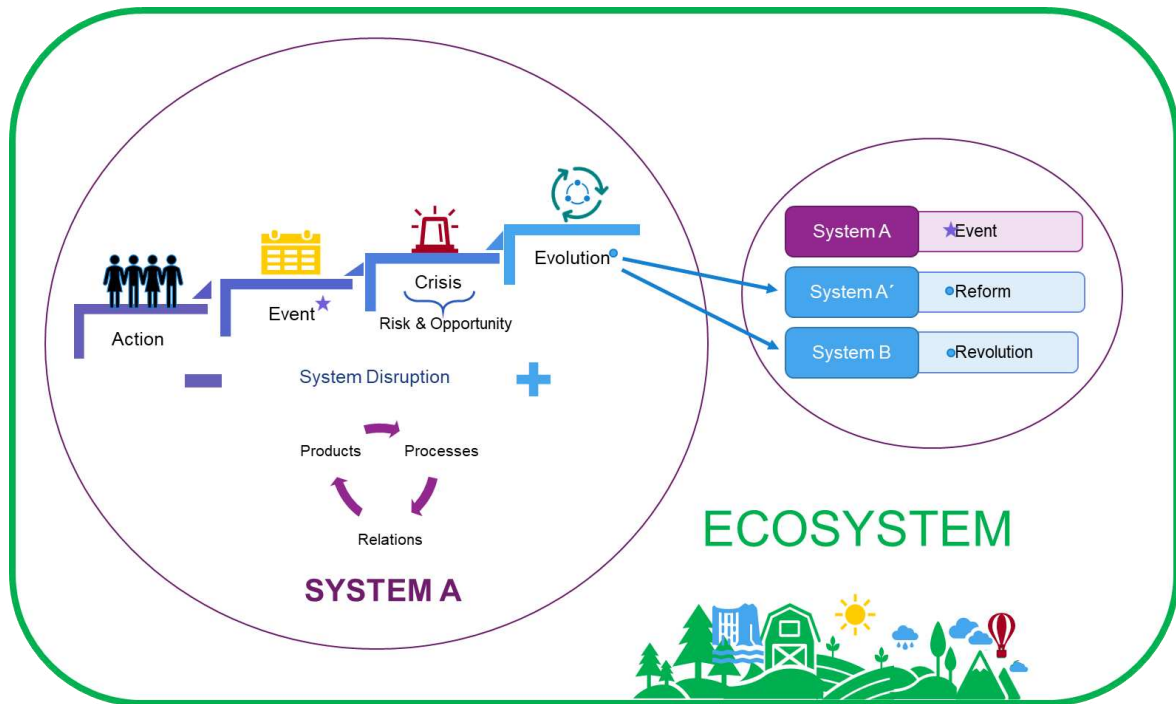 Action
Event
Crisis
Risk & Opportunity
Evolution
System Disruption
Products
Processes
Relations
SYSTEM A
System A
Event
System A´
Reform
System B
Revolution
ECOSYSTEM